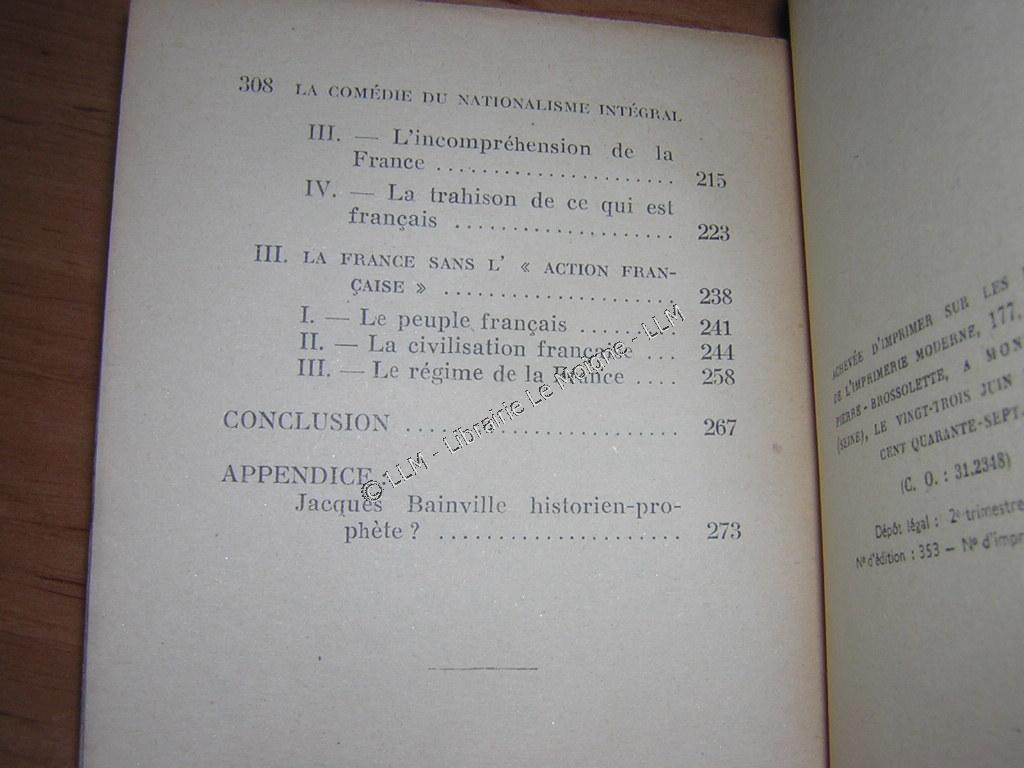 308 LA COMÉDIE DU NATIONALISME INTÉGRAL
III. — L'incompréhension de la
France ........................ 215
IV. — La trahison de ce qui est
français ...................... 223
III. LA FRANCE SANS L' « ACTION FRAN-
ÇAISE » ........................ 238
I. — Le peuple français .......... 241
II. — La civilisation française ... 244
III. — Le régime de la France .... 258
CONCLUSION .......................... 267
APPENDICE.
Jacques Bainville historien-pro-
phète ? ........................ 273
© LLM - Librairie Le Moigne - LLM
ACHEVÉE D'IMPRIMER SUR LES
DE L'IMPRIMERIE MODERNE, 177,
PIERRE-BROSSOLETTE, A MON
(SEINE), LE VINGT-TROIS JUIN
CENT QUARANTE-SEPT.
(C. O. : 31.2348)
Dépôt légal : 2e trimestre
N° d'édition : 353 — N° d'impr